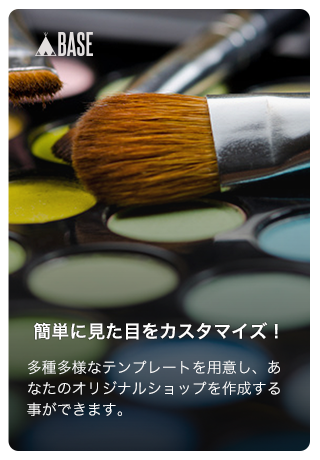 BASE
簡単に見た目をカスタマイズ！
多種多様なテンプレートを用意し、あ
なたのオリジナルショップを作成する
事ができます。